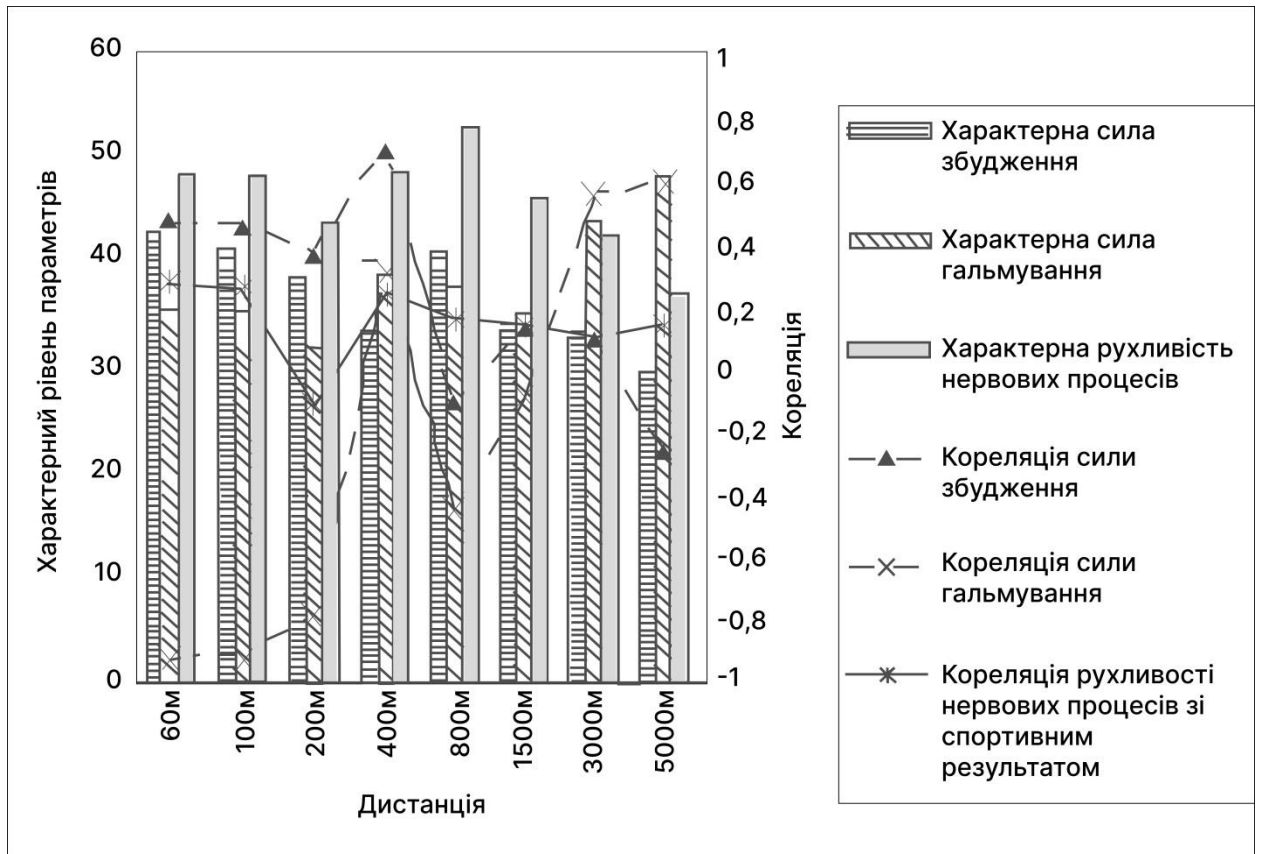 60
50
40
30
20
10
0
Характерний рівень параметрів
1
0,8
0,6
0,4
0,2
0
-0,2
-0,4
-0,6
-0,8
-1
Кореляція
60м
100м
200м
400м
800м
1500м
3000м
5000м
Дистанція
Характерна сила
збудження
Характерна сила
гальмування
Характерна рухливість
нервових процесів
Кореляція сили
збудження
Кореляція сили
гальмування
Кореляція рухливості
нервових процесів зі
спортивним
результатом